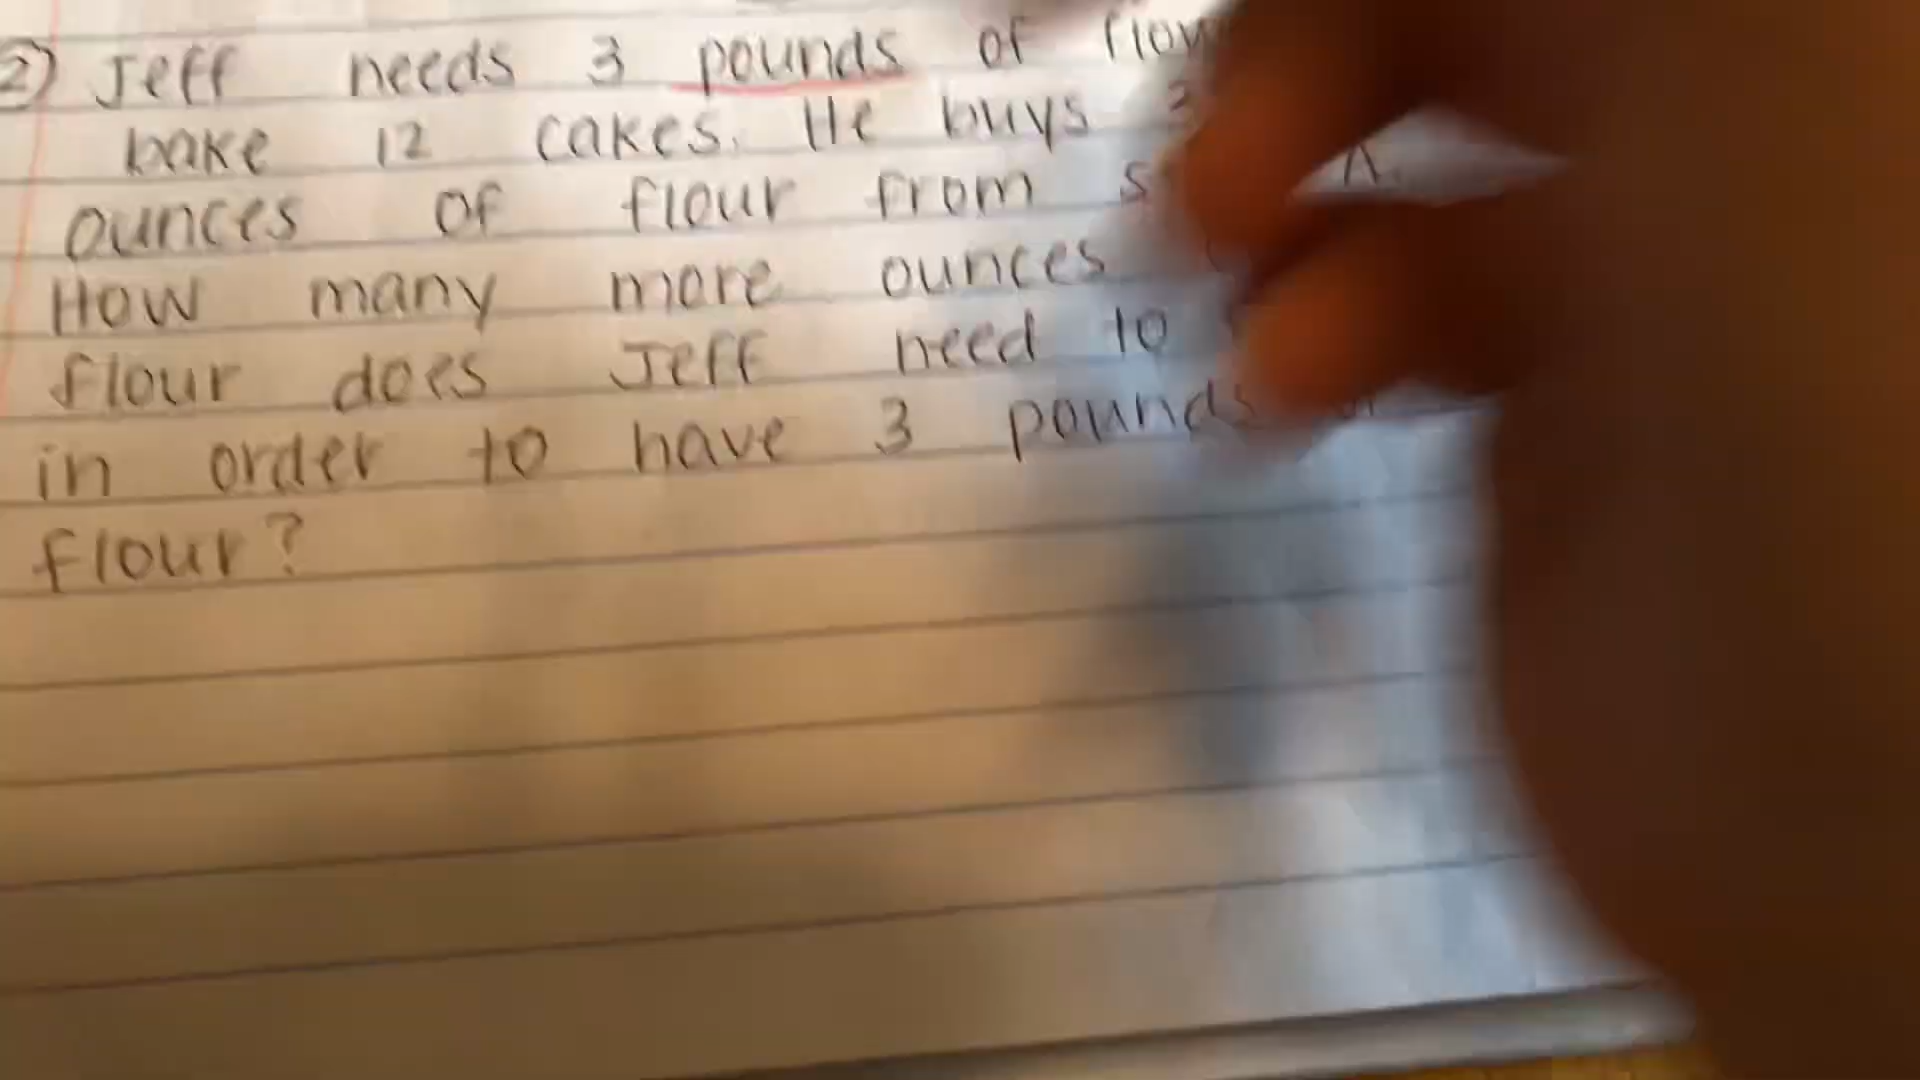 2) Jeff needs 3 pounds of
bake 12 cakes. He buys
ounces of flour from
How many more ounces
flour does Jeff need to
in order to have 3 pounds
flour?